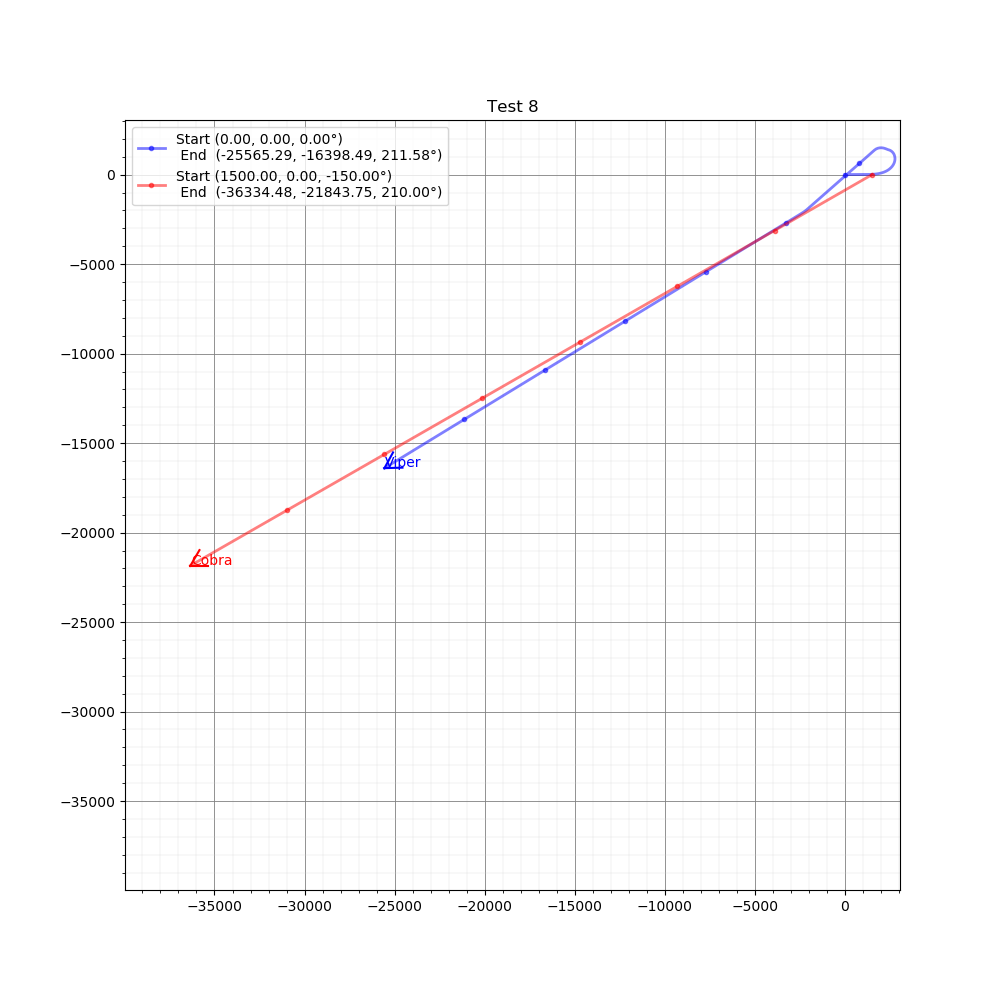 Test 8
Start (0.00, 0.00, 0.00°)
End (-25565.29, -16398.49, 211.58°)
Start (1500.00, 0.00, -150.00°)
End (-36334.48, -21843.75, 210.00°)
0
−5000
−10000
−15000
Viper
−20000
Cobra
−25000
−30000
−35000
−35000 −30000 −25000 −20000 −15000 −10000 −5000 0